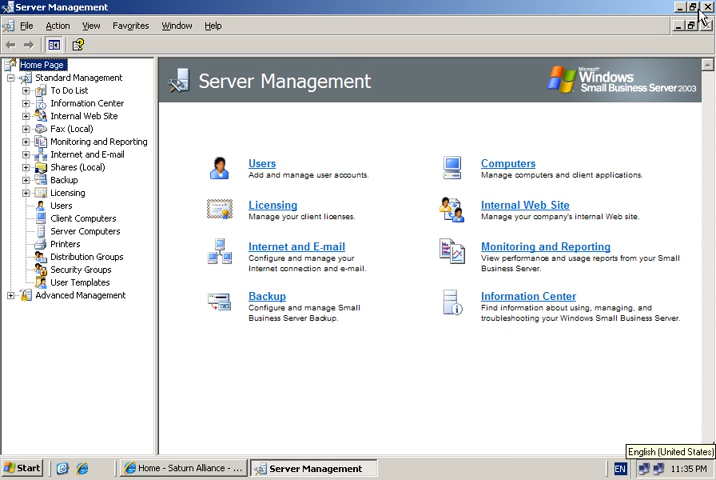 Server Management
File Action View Favorites Window Help
Home Page
Standard Management
To Do List
Information Center
Internal Web Site
Fax (Local)
Monitoring and Reporting
Internet and E-mail
Shares (Local)
Backup
Licensing
Users
Client Computers
Server Computers
Printers
Distribution Groups
Security Groups
User Templates
Advanced Management
Server Management
Microsoft
Windows
Small Business Server 2003
Users
Add and manage user accounts.
Computers
Manage computers and client applications.
Licensing
Manage your client licenses.
Internal Web Site
Manage your company's internal Web site.
Internet and E-mail
Configure and manage your
Internet connection and e-mail.
Monitoring and Reporting
View performance and usage reports from your Small
Business Server.
Backup
Configure and manage Small
Business Server Backup.
Information Center
Find information about using, managing, and
troubleshooting your Windows Small Business Server.
English (United States)
Start
Home - Saturn Alliance - ...
Server Management
EN
11:35 PM